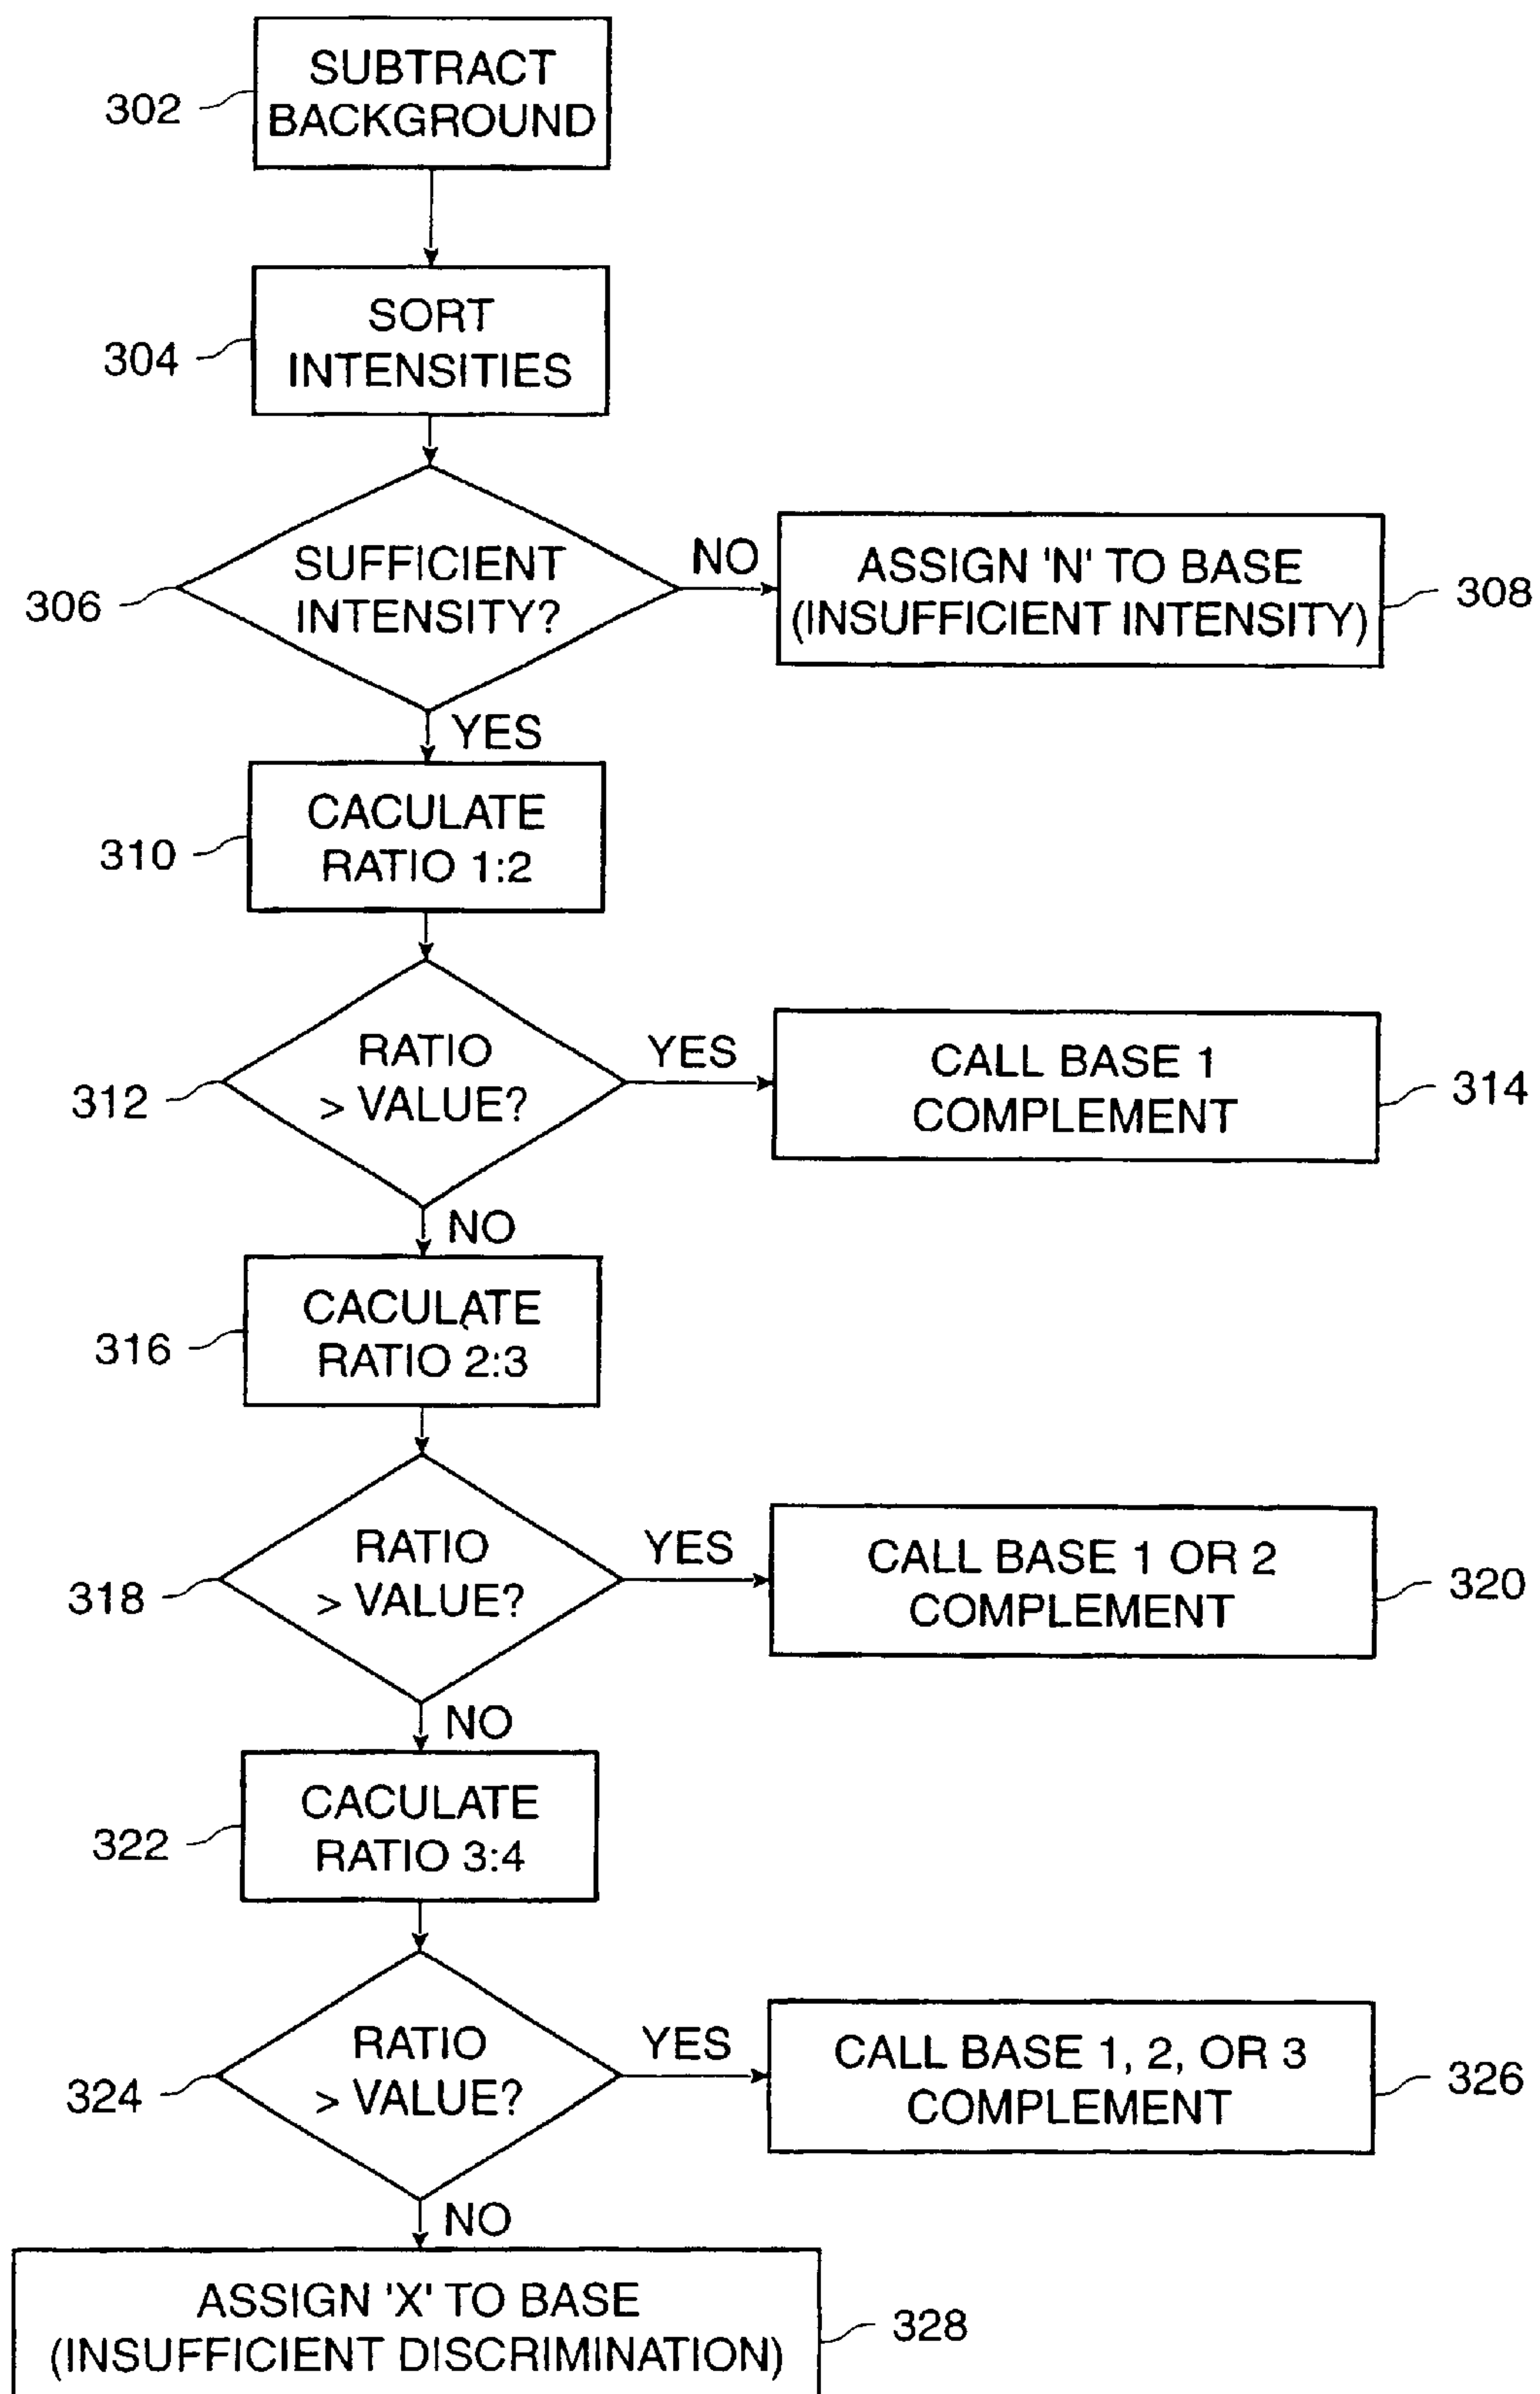 SUBTRACT
BACKGROUND
302
SORT
INTENSITIES
304
SUFFICIENT
INTENSITY?
306
NO
ASSIGN 'N' TO BASE
(INSUFFICIENT INTENSITY)
308
YES
CACULATE
RATIO 1:2
310
RATIO
> VALUE?
312
YES
CALL BASE 1
COMPLEMENT
314
NO
CACULATE
RATIO 2:3
316
RATIO
> VALUE?
318
YES
CALL BASE 1 OR 2
COMPLEMENT
320
NO
CACULATE
RATIO 3:4
322
RATIO
> VALUE?
324
YES
CALL BASE 1, 2, OR 3
COMPLEMENT
326
NO
ASSIGN 'X' TO BASE
(INSUFFICIENT DISCRIMINATION)
328